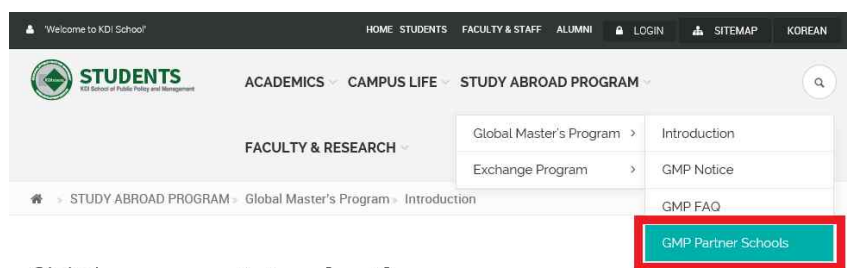 'Welcome to KDI School!'
HOME STUDENTS FACULTY & STAFF ALUMNI LOGIN SITEMAP KOREAN
STUDENTS
KDI School of Public Policy and Management
ACADEMICS CAMPUS LIFE STUDY ABROAD PROGRAM
FACULTY & RESEARCH
Global Master's Program >
Exchange Program >
Introduction
GMP Notice
GMP FAQ
GMP Partner Schools
» STUDY ABROAD PROGRAM » Global Master's Program » Introduction